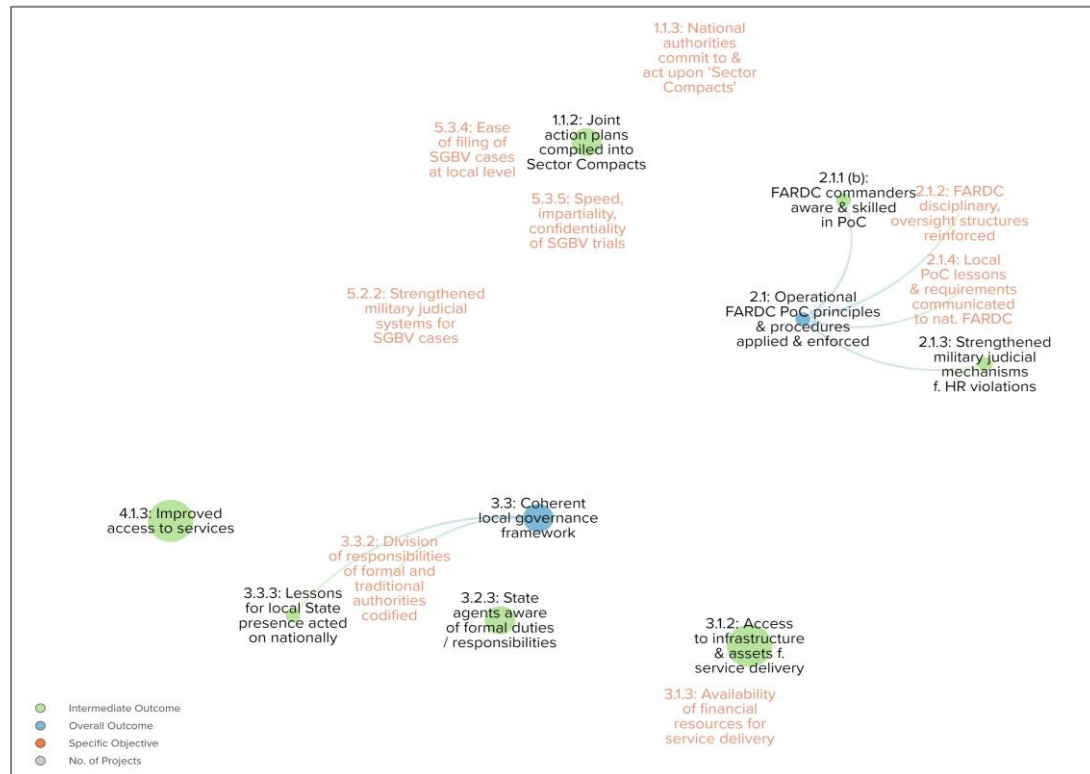 1.1.3: National
authorities
commit to &
act upon 'Sector
Compacts'
5.3.4: Ease
of filing of
SGBV cases
at local level
1.1.2: Joint
action plans
compiled into
Sector Compacts
5.3.5: Speed,
impartiality,
confidentiality
of SGBV trials
2.1.1 (b):
FARDC commanders
aware & skilled
in PoC
2.1.2: FARDC
disciplinary,
oversight structures
reinforced
2.1.4: Local
PoC lessons
& requirements
communicated
to nat. FARDC
5.2.2: Strengthened
military judicial
systems for
SGBV cases
2.1: Operational
FARDC PoC principles
& procedures
applied & enforced
2.1.3: Strengthened
military judicial
mechanisms
f. HR violations
4.1.3: Improved
access to services
3.3: Coherent
local governance
framework
3.3.2: Division
of responsibilities
of formal and
traditional
authorities
codified
3.3.3: Lessons
for local State
presence acted
on nationally
3.2.3: State
agents aware
of formal duties
/ responsibilities
3.1.2: Access
to infrastructure
& assets f.
service delivery
3.1.3: Availability
of financial
resources for
service delivery
Intermediate Outcome
Overall Outcome
Specific Objective
No. of Projects